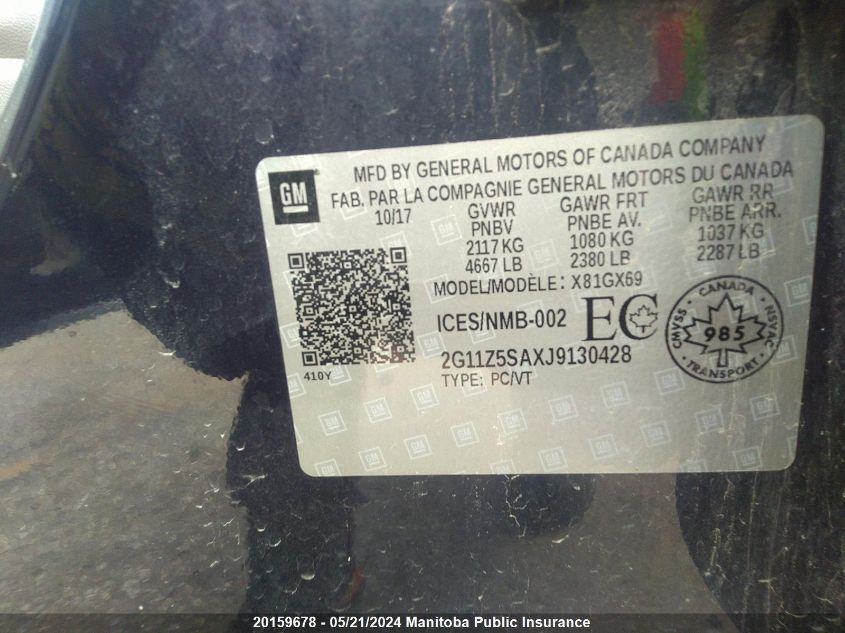 GM
MFD BY GENERAL MOTORS OF CANADA COMPANY
FAB. PAR LA COMPAGNIE GENERAL MOTORS DU CANADA
10/17 GVWR GAWR FRT GAWR RR
PNBV PNBE AV. PNBE ARR.
2117 KG 1080 KG 1037 KG
4667 LB 2380 LB 2287 LB
MODEL/MODÈLE: X81GX69
ICES/NMB-002 EC
CANADA
CMVSS 985 NSVAC
TRANSPORT
2G11Z5SAXJ9130428
410Y TYPE: PC/VT
20159678 - 05/21/2024 Manitoba Public Insurance